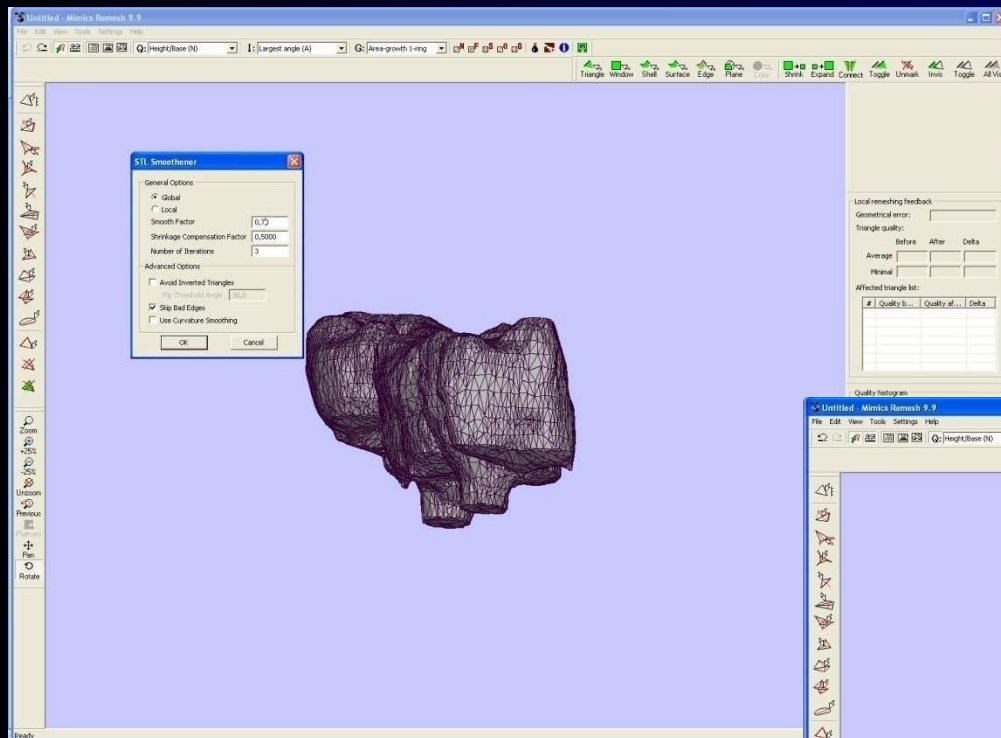 Untitled - Mimics Remesh 9.9
File Edit View Tools Settings Help
Q: Height/Base (N) I: Largest angle (A) G: Area-growth 1-ring
Triangle Window Shell Surface Edge Plane Color Shrink Expand Connect Toggle Unmark Invis Toggle All Vis
STL Smoothener
General Options
Global
Local
Smooth Factor 0,7
Shrinkage Compensation Factor 0,5000
Number of Iterations 3
Advanced Options
Avoid Inverted Triangles
Flip Threshold Angle 30,0
Skip Bad Edges
Use Curvature Smoothing
OK Cancel
Local remeshing feedback
Geometrical error:
Triangle quality:
Before After Delta
Average
Minimal
Affected triangle list:
# Quality b... Quality af... Delta
Quality histogram
Zoom
+25%
-25%
Unzoom
Previous
Pan
Rotate
Ready
Untitled - Mimics Remesh 9.9
File Edit View Tools Settings Help
Q: Height/Base (N)